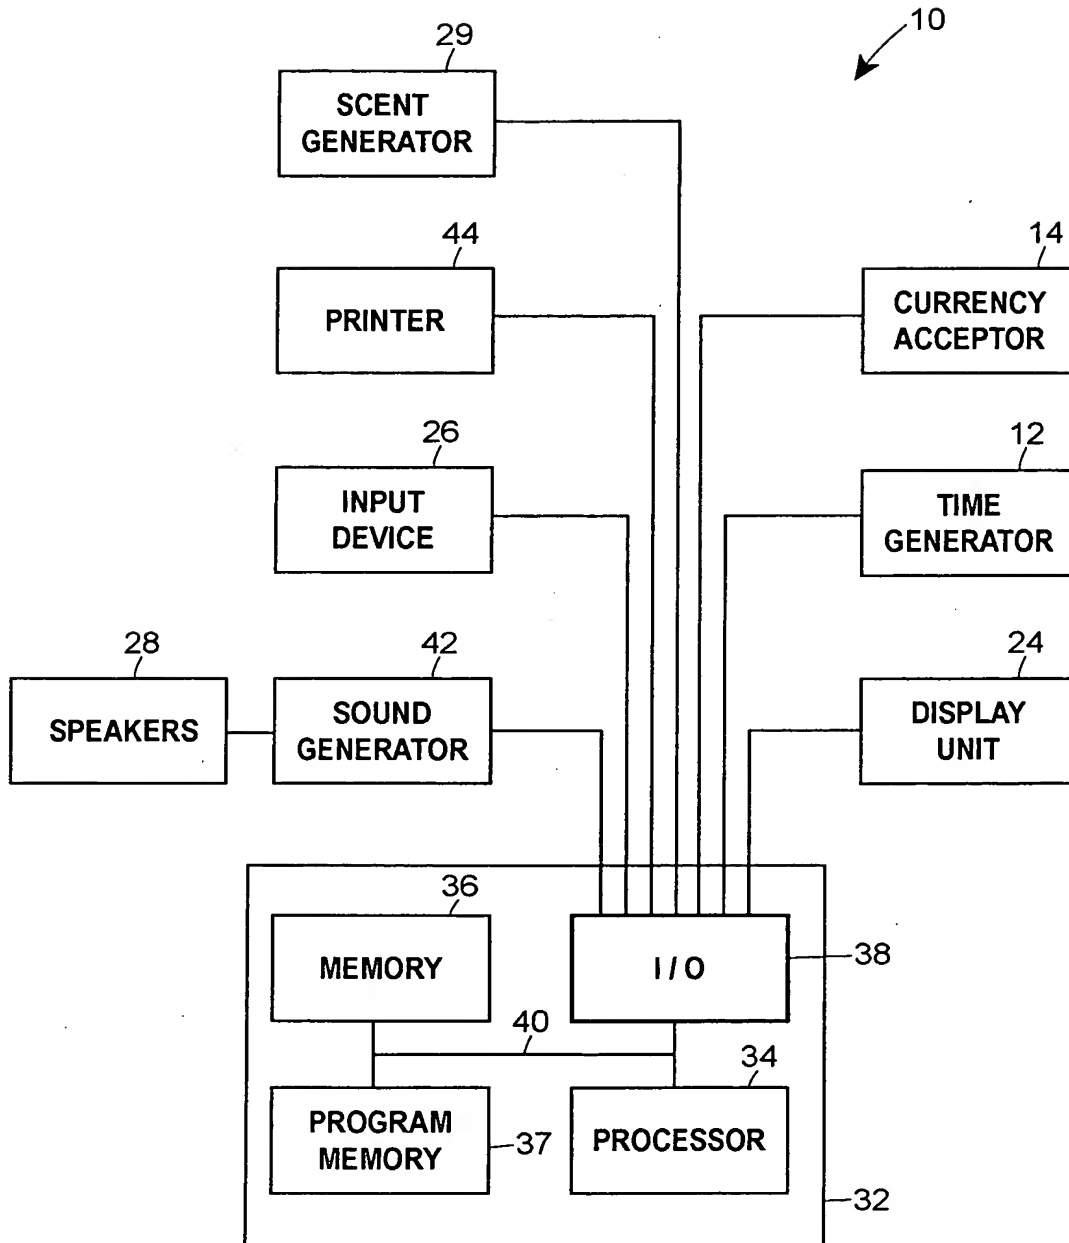 10
29
SCENT
GENERATOR
44
PRINTER
14
CURRENCY
ACCEPTOR
26
INPUT
DEVICE
12
TIME
GENERATOR
28
SPEAKERS
42
SOUND
GENERATOR
24
DISPLAY
UNIT
36
MEMORY
I / O
38
40
PROGRAM
MEMORY
37
34
PROCESSOR
32